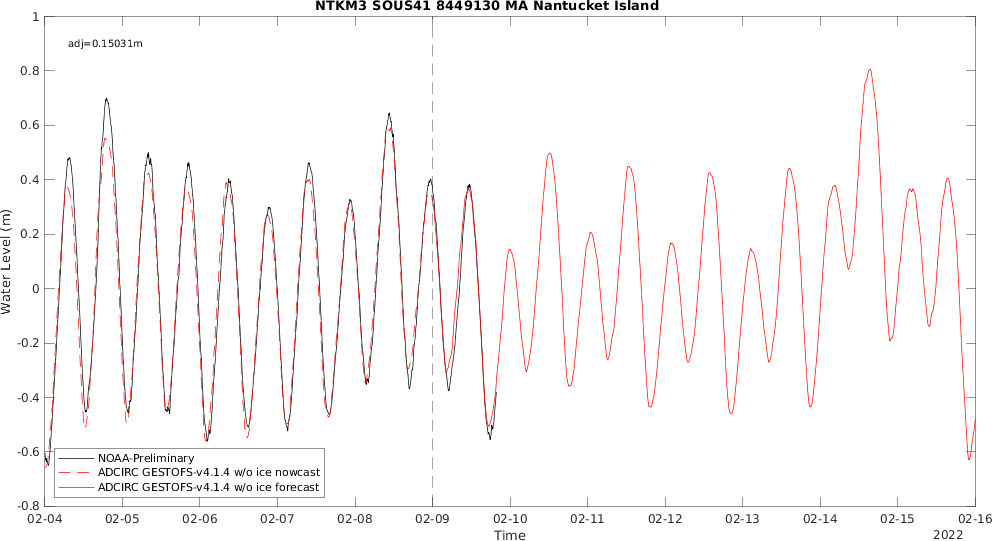 NTKM3 SOUS41 8449130 MA Nantucket Island
adj=0.15031m
1
0.8
0.6
0.4
0.2
0
-0.2
-0.4
-0.6
-0.8
Water Level (m)
NOAA-Preliminary
ADCIRC GESTOFS-v4.1.4 w/o ice nowcast
ADCIRC GESTOFS-v4.1.4 w/o ice forecast
02-04 02-05 02-06 02-07 02-08 02-09 02-10 02-11 02-12 02-13 02-14 02-15 02-16
Time
2022